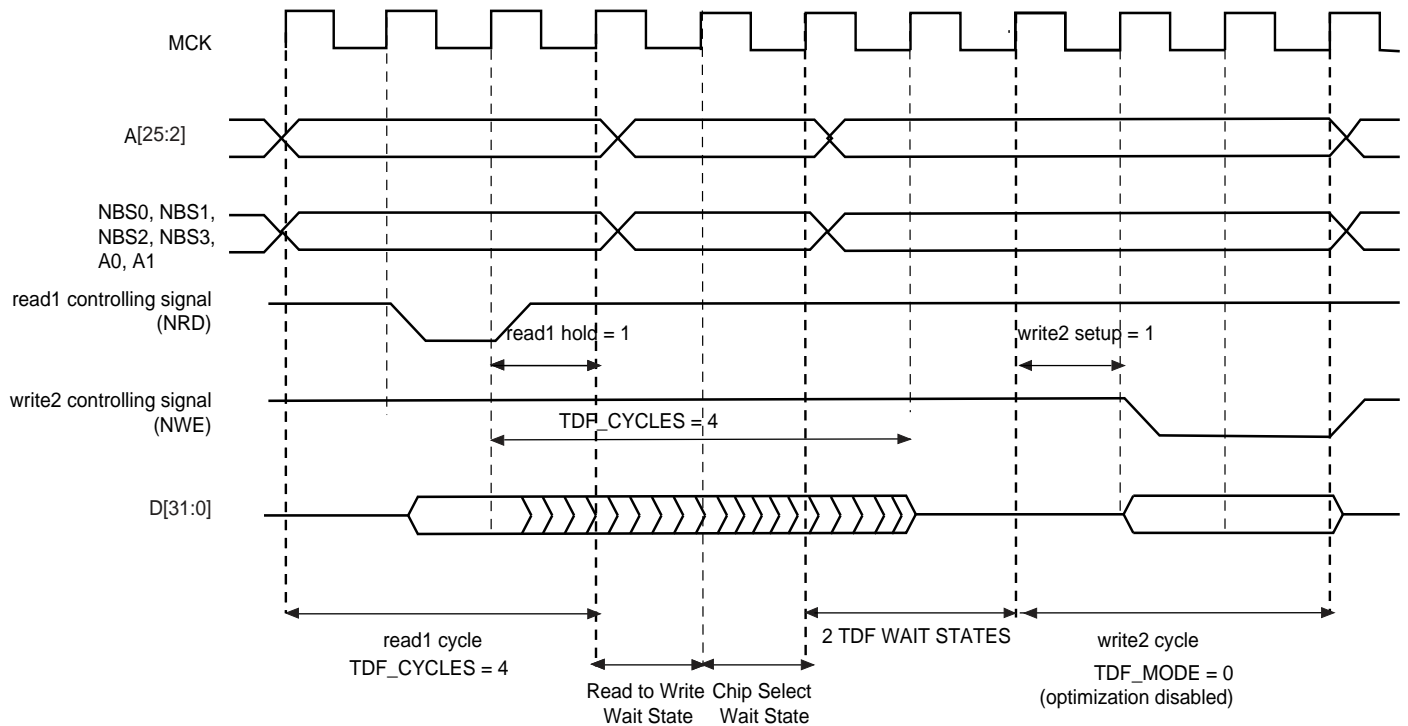 MCK
A[25:2]
NBS0, NBS1,
NBS2, NBS3,
A0, A1
read1 controlling signal
(NRD)
read1 hold = 1
write2 setup = 1
write2 controlling signal
(NWE)
TDF_CYCLES = 4
D[31:0]
read1 cycle
TDF_CYCLES = 4
2 TDF WAIT STATES
write2 cycle
TDF_MODE = 0
(optimization disabled)
Read to Write
Wait State
Chip Select
Wait State